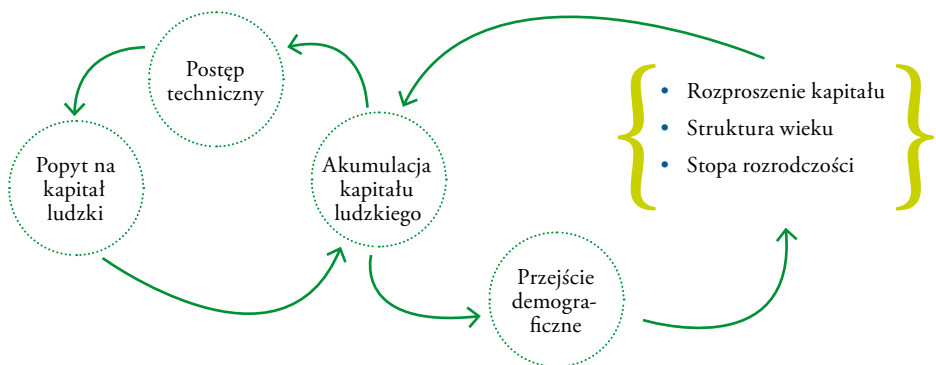 Postęp
techniczny
Popyt na
kapitał
ludzki
Akumulacja
kapitału
ludzkiego
Przejście
demogra-
ficzne
• Rozproszenie kapitału
• Struktura wieku
• Stopa rozrodczości